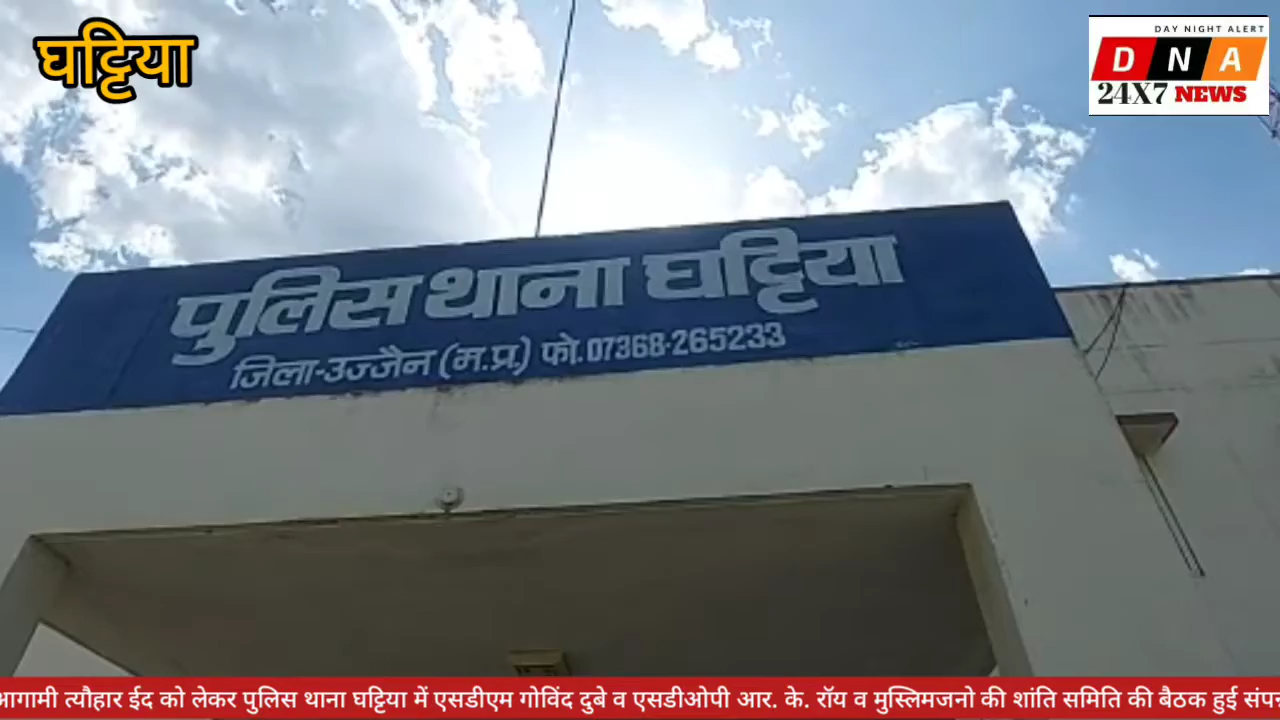 घट्टिया
DAY NIGHT ALERT
D N A
24X7 NEWS
पुलिस थाना घट्टिया
जिला-उज्जैन (म.प्र.) फो.07368-265233
आगामी त्यौहार ईद को लेकर पुलिस थाना घट्टिया में एसडीएम गोविंद दुबे व एसडीओपी आर. के. रॉय व मुस्लिमजनो की शांति समिति की बैठक हुई